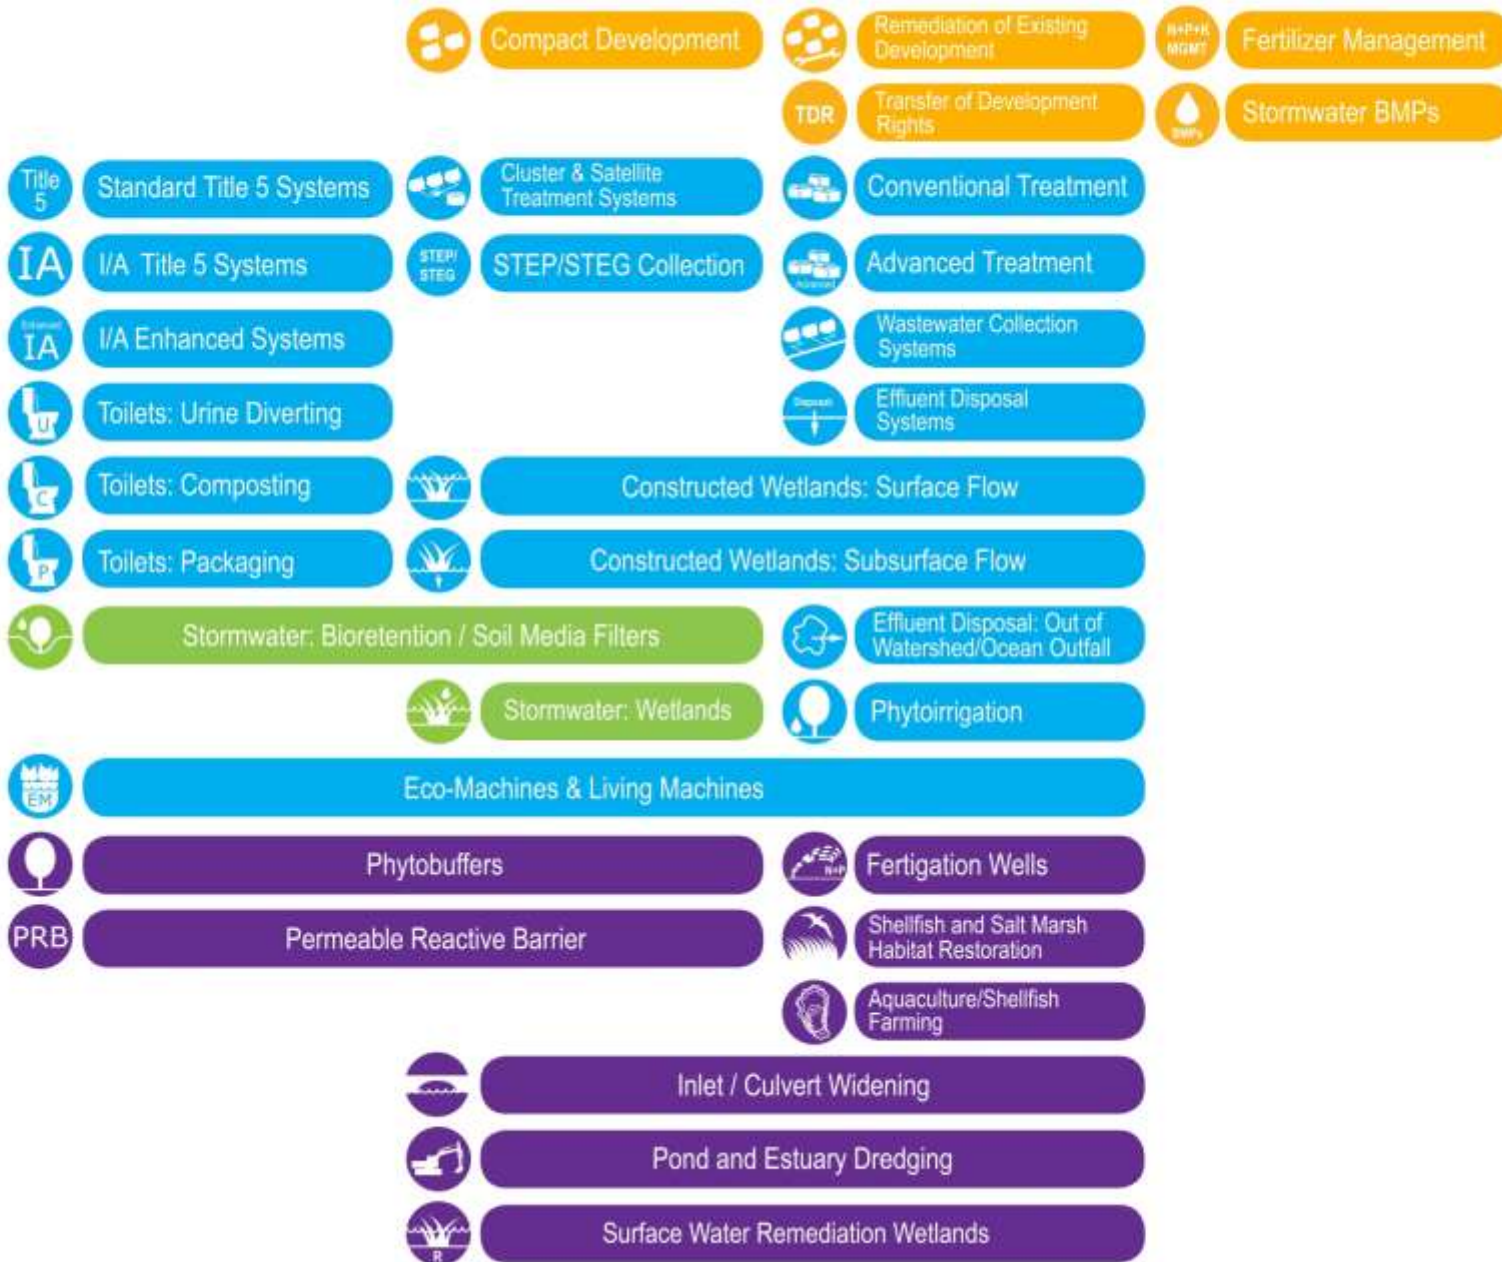 Compact Development
Remediation of Existing
Development
N+P+K
MGMT
Fertilizer Management
TDR
Transfer of Development
Rights
BMPs
Stormwater BMPs
Title
5
Standard Title 5 Systems
Cluster & Satellite
Treatment Systems
Conventional Treatment
IA
I/A Title 5 Systems
STEP/
STEG
STEP/STEG Collection
Advanced
Advanced Treatment
Enhanced
IA
I/A Enhanced Systems
Wastewater Collection
Systems
U
Toilets: Urine Diverting
Disposal
Effluent Disposal
Systems
C
Toilets: Composting
Constructed Wetlands: Surface Flow
P
Toilets: Packaging
Constructed Wetlands: Subsurface Flow
Stormwater: Bioretention / Soil Media Filters
Effluent Disposal: Out of
Watershed/Ocean Outfall
Stormwater: Wetlands
Phytoirrigation
EM
Eco-Machines & Living Machines
Phytobuffers
N+P
Fertigation Wells
PRB
Permeable Reactive Barrier
Shellfish and Salt Marsh
Habitat Restoration
Aquaculture/Shellfish
Farming
Inlet / Culvert Widening
Pond and Estuary Dredging
R
Surface Water Remediation Wetlands